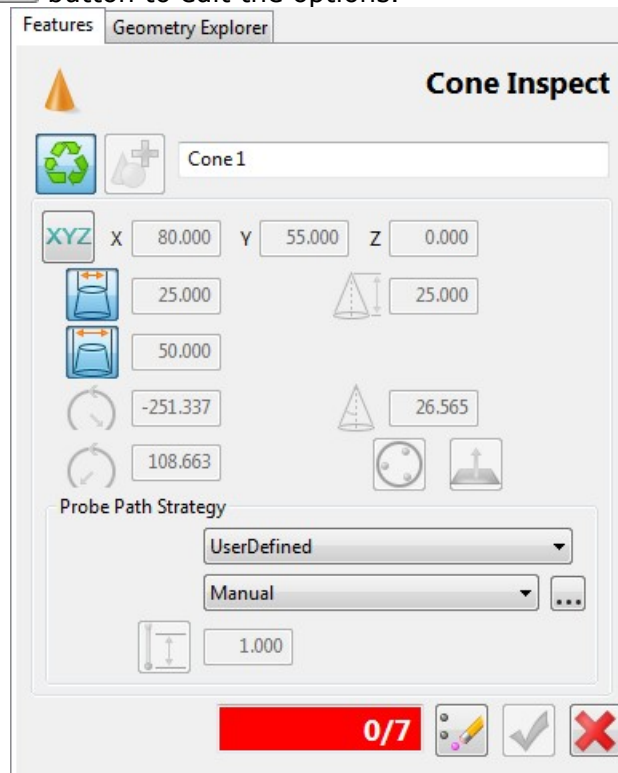 button to edit the options.
Features Geometry Explorer
Cone Inspect
Cone1
XYZ X 80.000 Y 55.000 Z 0.000
25.000 25.000
50.000
-251.337 26.565
108.663
Probe Path Strategy
UserDefined
Manual ...
1.000
0/7